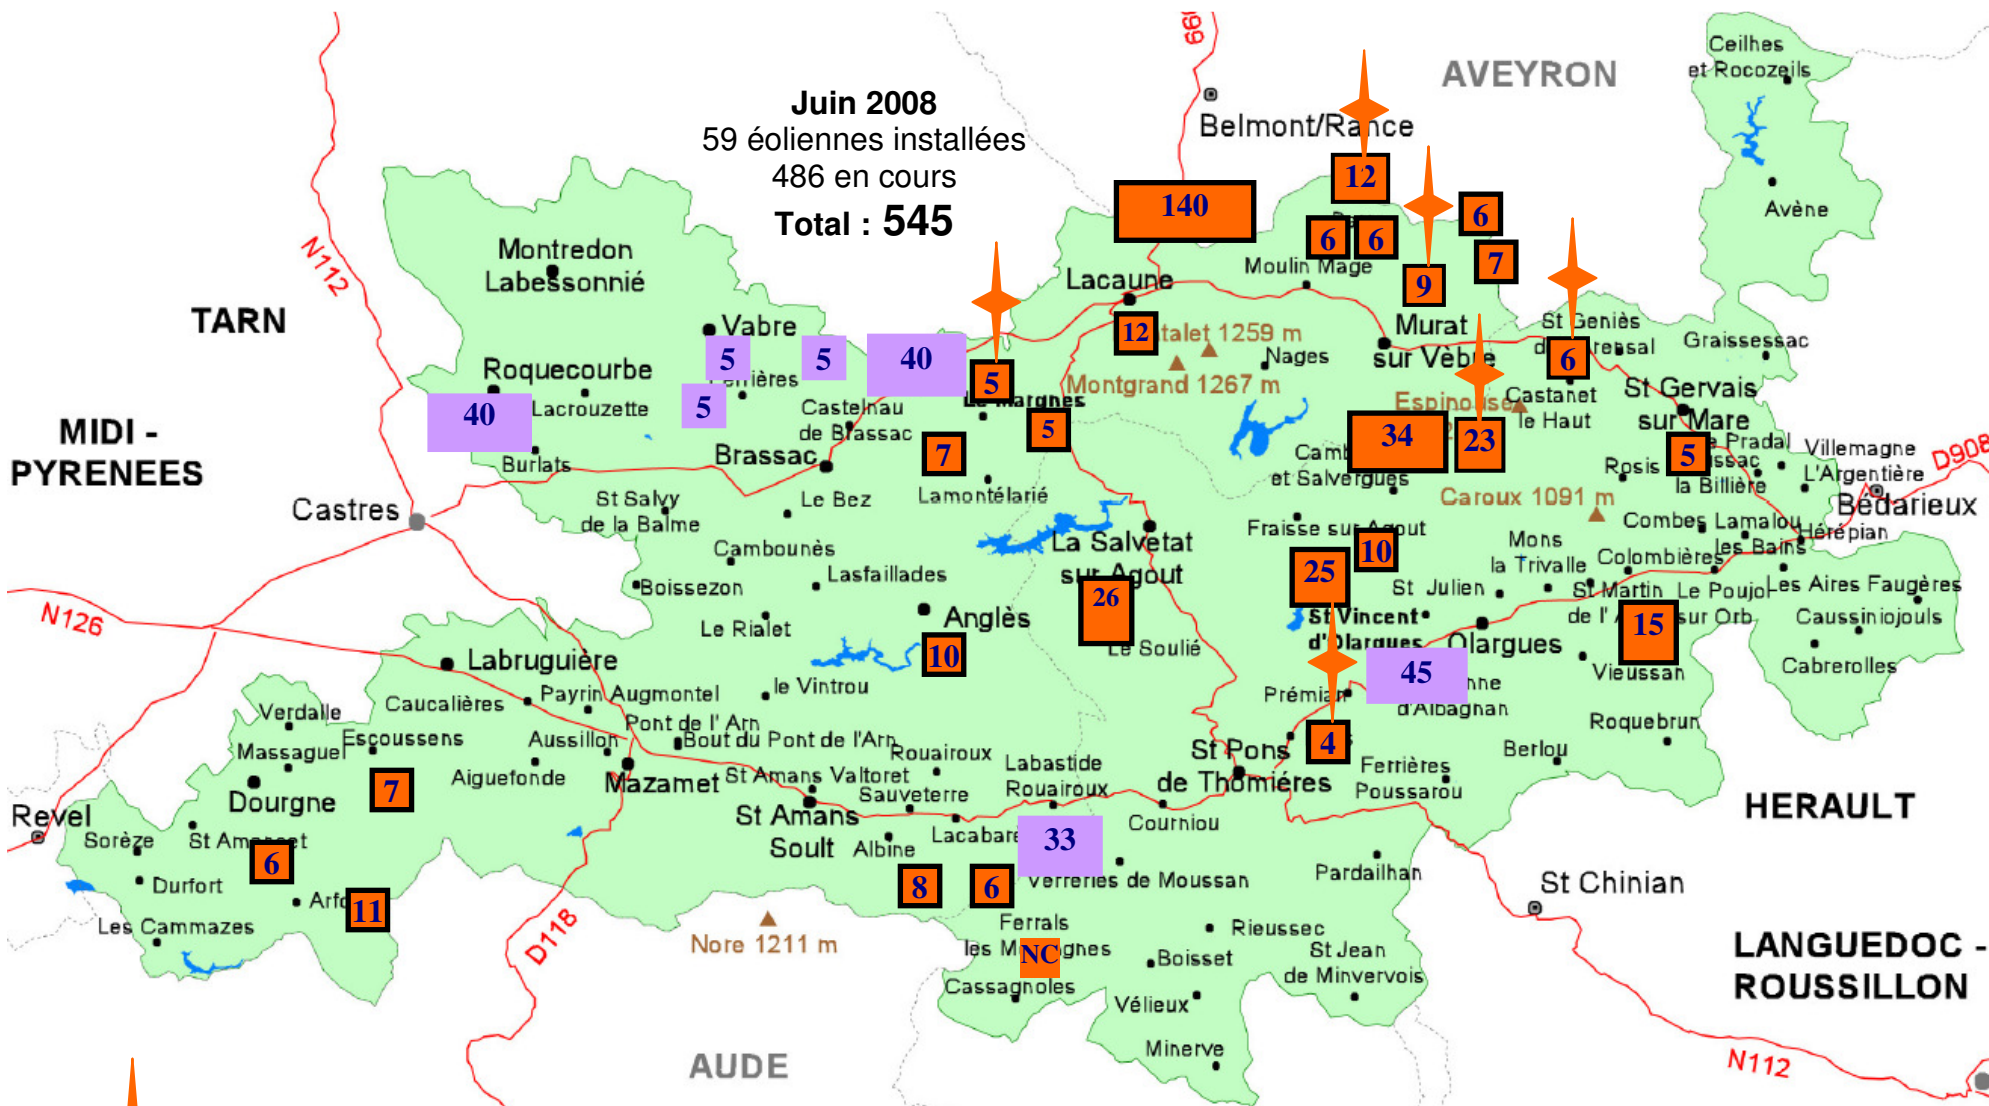 Juin 2008
59 éoliennes installées
486 en cours
Total : 545
AVEYRON
Ceilhes
et Rocozels
Belmont/Rance
Avène
TARN
MIDI -
PYRENEES
HERAULT
LANGUEDOC -
ROUSSILLON
AUDE
N112
N126
D118
D908
N112
Montredon
Labessonnié
Vabre
Roquecourbe
Lacrouzette
Burlats
Castelnau
de Brassac
Brassac
Le Bez
St Salvy
de la Balme
Castres
Cambounès
Boissezon
Lasfaillades
Le Rialet
Anglès
Lamontélarié
Lacaune
Moulin Mage
Montgrand 1267 m
1259 m
Nages
Murat
sur Vèbre
St Geniès
Graissessac
Castanet
le Haut
St Gervais
sur Mare
Pradal
la Billière
Villemagne
L'Argentière
Rosis
Espinouse
Caroux 1091 m
et Salvergues
Fraisse sur Agout
La Salvetat
sur Agout
Le Soulié
Bédarieux
Hérépian
Combes
Lamalou
les Bains
Mons
la Trivalle
Colombières
St Julien
St Martin
Le Poujol
sur Orb
Les Aires
Faugères
Caussiniojouls
Cabrerolles
St Vincent
d'Olargues
Olargues
Vieussan
Prémian
d'Albagnan
Roquebrun
Berlou
Ferrières
Poussarou
St Pons
de Thomiéres
Labruguière
Caucalières
Payrin Augmontel
le Vintrou
Pont de l' Arn
Bout du Pont de l'Arn
Verdalle
Massaguel
Escoussens
Aussillon
Aiguefonde
Mazamet
Dourgne
Revel
Sorèze
Durfort
Les Cammazes
St Amans Valtoret
St Amans
Soult
Rouairoux
Sauveterre
Albine
Labastide
Rouairoux
Courniou
Verreries de Moussan
Pardailhan
St Chinian
Nore 1211 m
Ferrals
Cassagnoles
Rieussec
Boisset
St Jean
de Minvervois
Vélieux
Minerve
140
12
6
6
6
7
9
12
5
5
5
40
40
5
5
7
6
34
23
5
10
25
26
15
10
45
4
7
6
11
33
8
6
NC